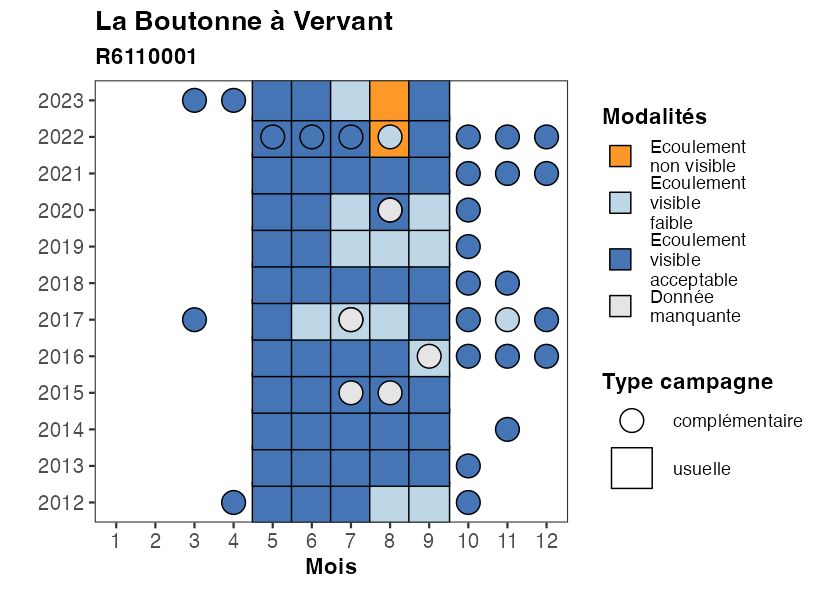 La Boutonne à Vervant
R6110001
2023
2022
2021
2020
2019
2018
2017
2016
2015
2014
2013
2012
1 2 3 4 5 6 7 8 9 10 11 12
Mois
Modalités
Ecoulement
non visible
Ecoulement
visible
faible
Ecoulement
visible
acceptable
Donnée
manquante
Type campagne
complémentaire
usuelle